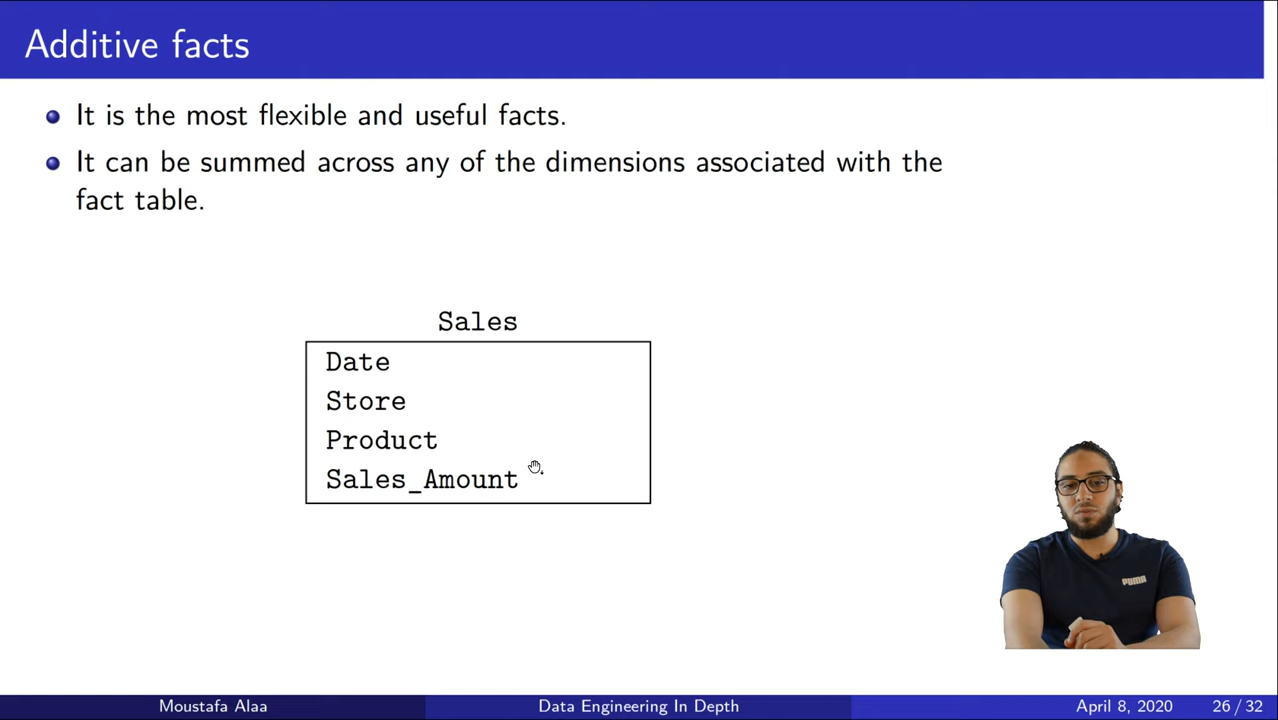 Additive facts
It is the most flexible and useful facts.
It can be summed across any of the dimensions associated with the
fact table.
Sales
Date
Store
Product
Sales_Amount
PUMA
Moustafa Alaa
Data Engineering In Depth
April 8, 2020
26 / 32